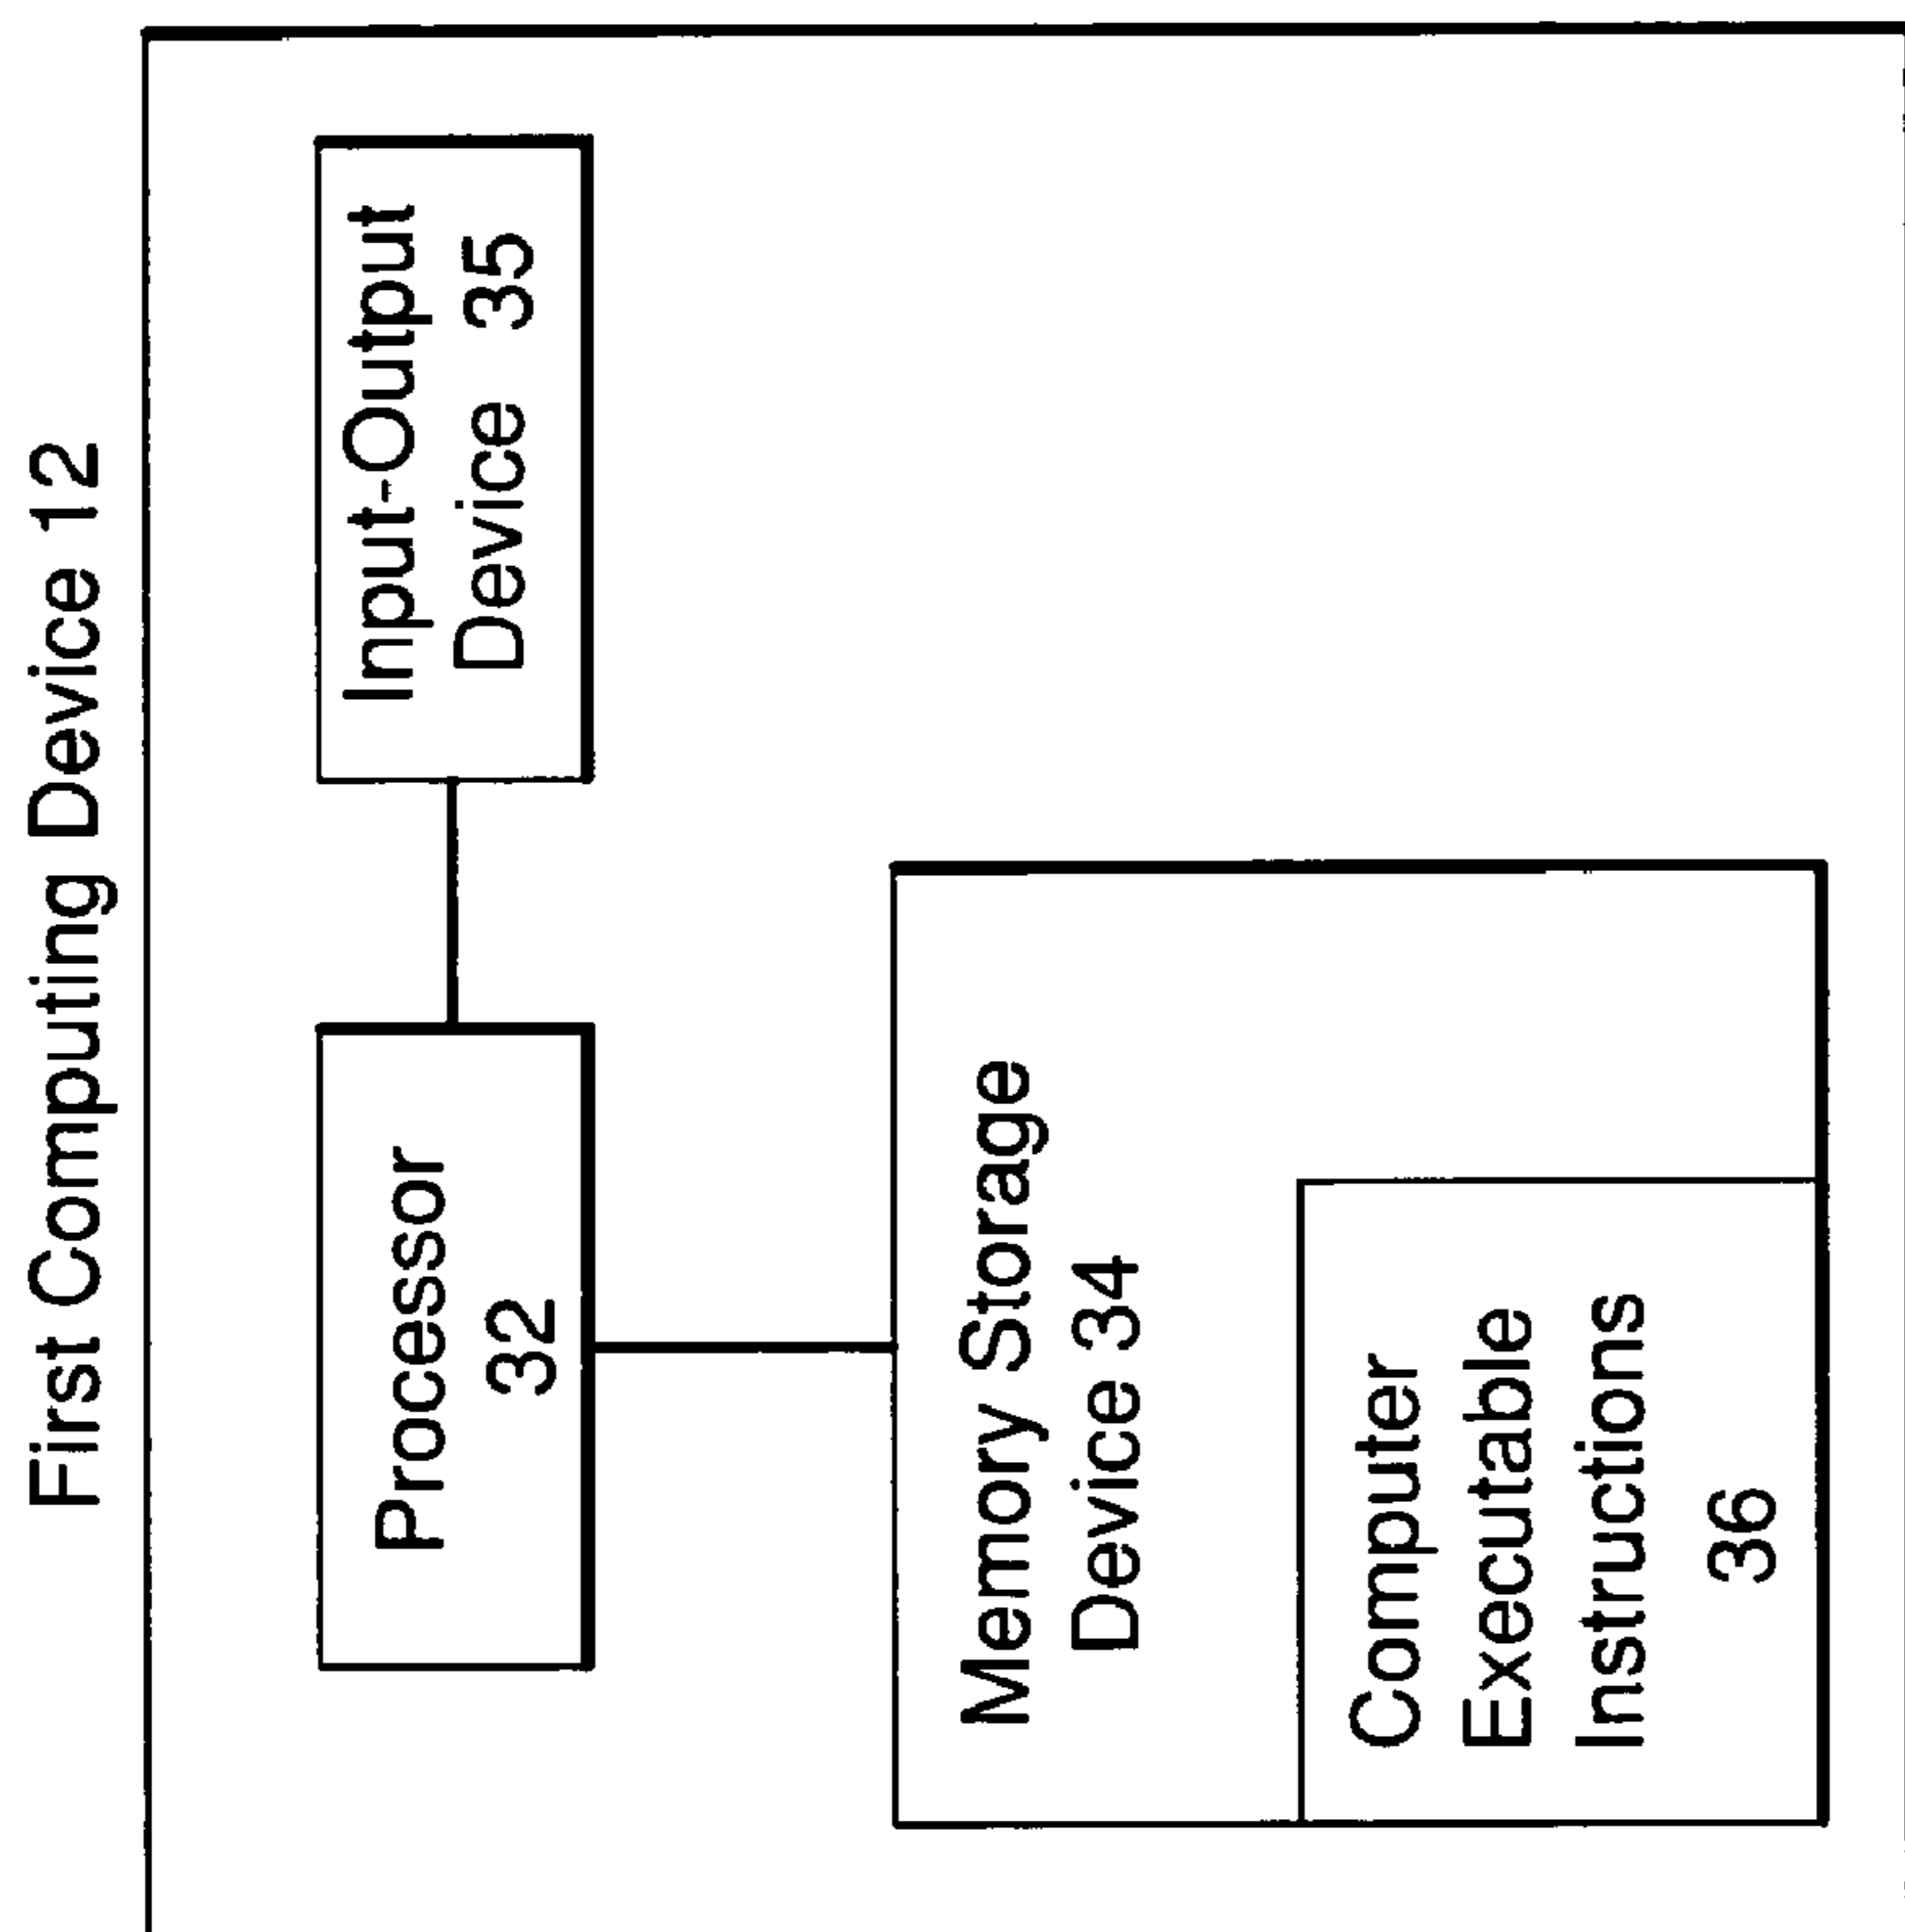 First Computing Device 12
Processor
32
Input-Output
Device 35
Memory Storage
Device 34
Computer
Executable
Instructions
36